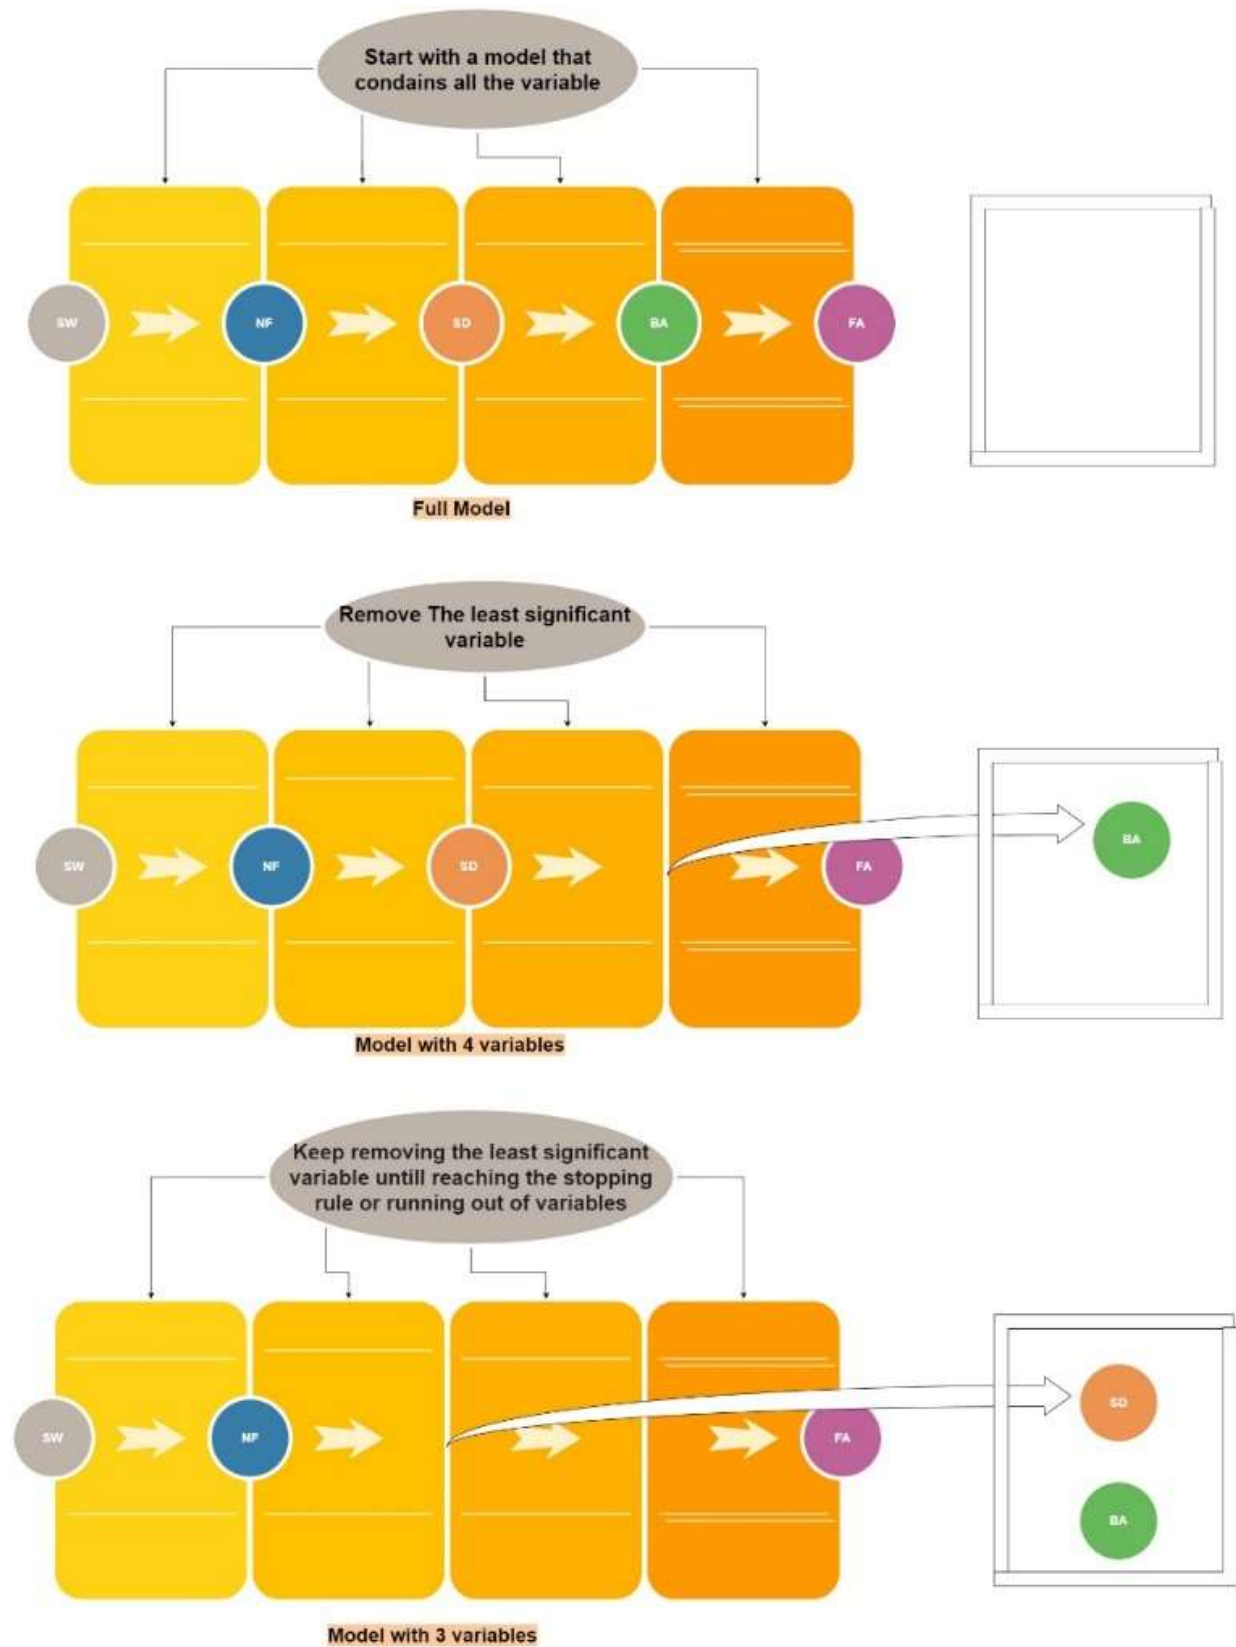 Start with a model that
condains all the variable
SW
NF
SD
BA
FA
Full Model
Remove The least significant
variable
SW
NF
SD
FA
BA
Model with 4 variables
Keep removing the least significant
variable untill reaching the stopping
rule or running out of variables
SW
NF
FA
SD
BA
Model with 3 variables